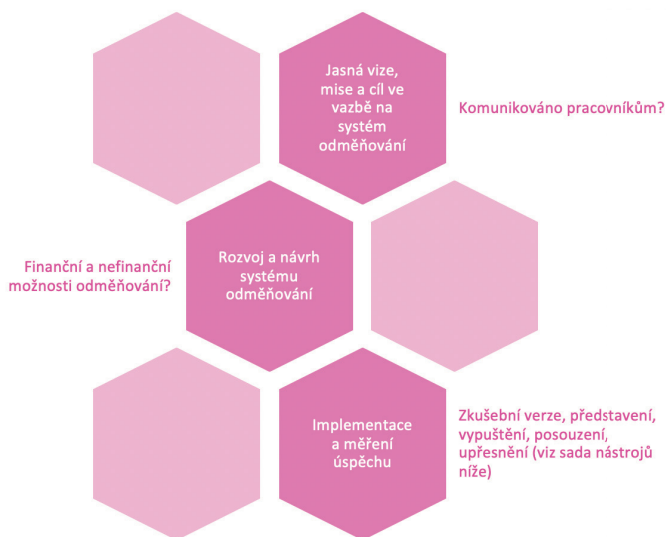 Jasná vize,
mise a cíl ve
vazbě na
systém
odměňování
Komunikováno pracovníkům?
Finanční a nefinanční
možnosti odměňování?
Rozvoj a návrh
systému
odměňování
Implementace
a měření
úspěchu
Zkušební verze, představení,
vypuštění, posouzení,
upřesnění (viz sada nástrojů
níže)